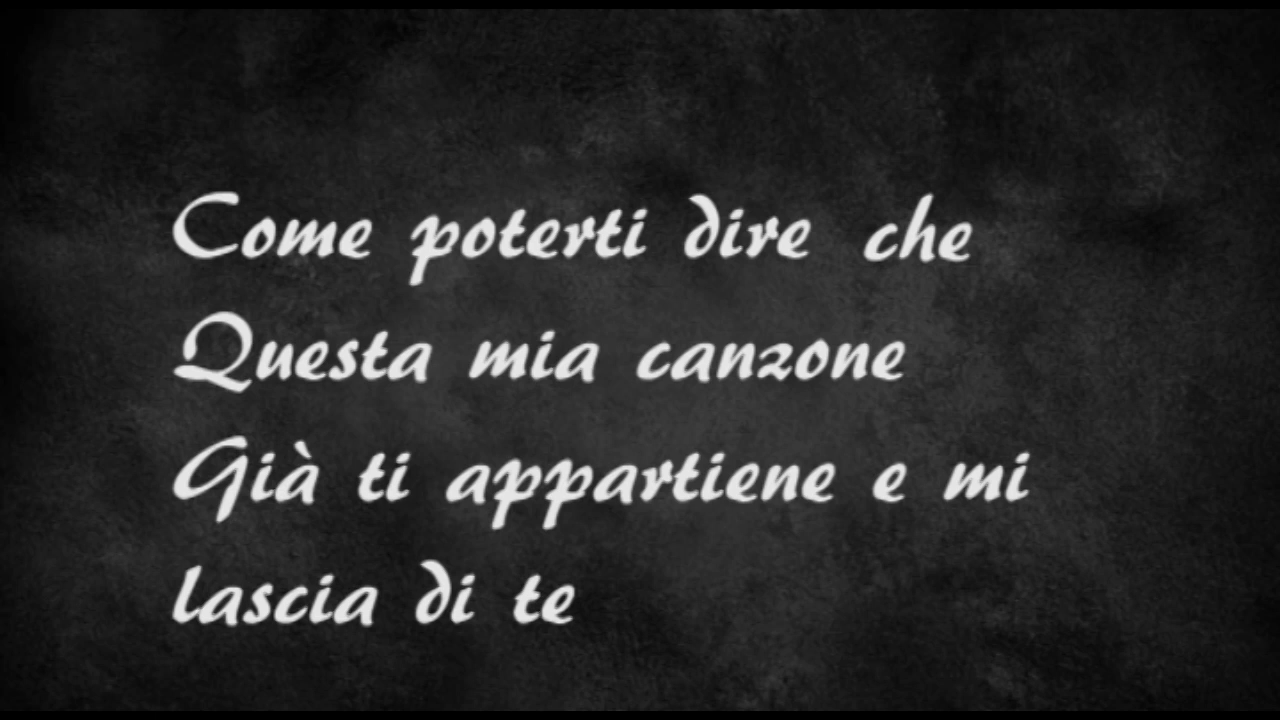 Come poterti dire che
Questa mia canzone
Già ti appartiene e mi
lascia di te